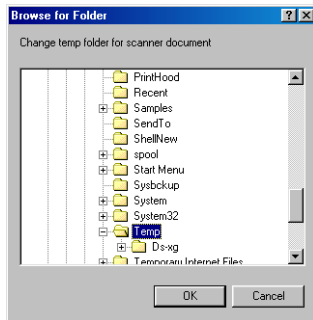 Browse for Folder
Change temp folder for scanner document
PrintHood
Recent
Samples
SendTo
ShellNew
spool
Start Menu
Sysbckup
System
System32
Temp
Ds-xg
Temporary Internet Files
OK Cancel